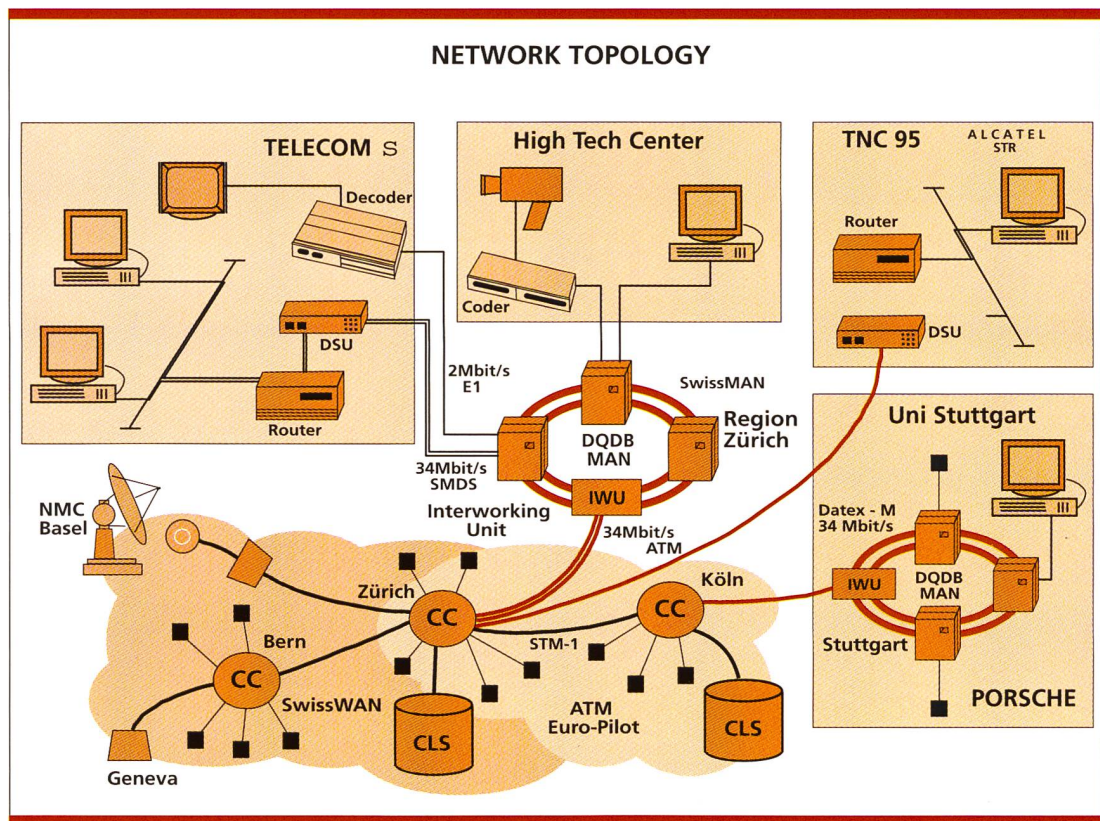 NETWORK TOPOLOGY
TELECOM S
Decoder
DSU
Router
High Tech Center
Coder
TNC 95
ALCATEL
STR
Router
DSU
2Mbit/s
E1
SwissMAN
Region
Zürich
DQDB
MAN
34Mbit/s
SMDS
IWU
Interworking
Unit
34Mbit/s
ATM
Uni Stuttgart
Datex - M
34 Mbit/s
IWU
DQDB
MAN
Stuttgart
PORSCHE
NMC
Basel
Zürich
CC
Köln
CC
STM-1
Bern
CC
SwissWAN
CLS
ATM
Euro-Pilot
CLS
Geneva